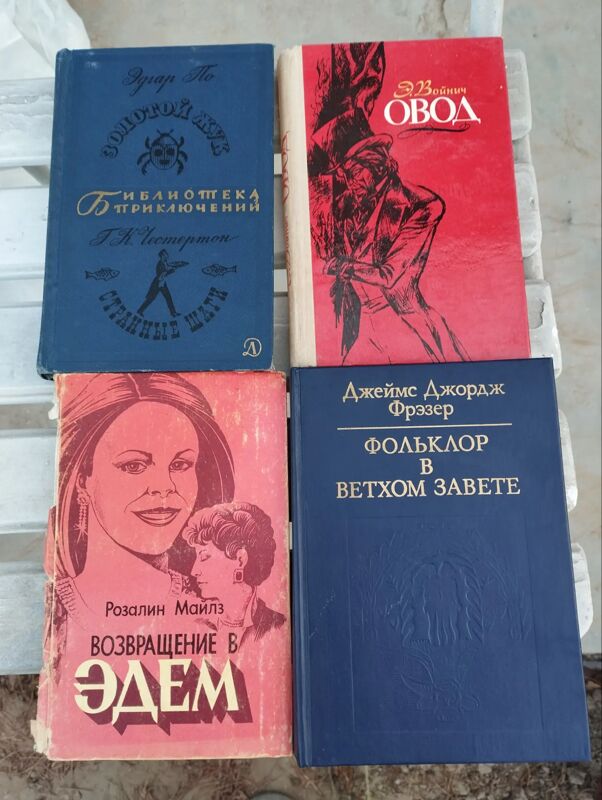 Эдгар По
ЗОЛОТОЙ ЖУК
БИБЛИОТЕКА
ПРИКЛЮЧЕНИЙ
Г. К. Честертон
СТРАННЫЕ ШАГИ
Д
Э. Войнич
ОВОД
Розалин Майлз
ВОЗВРАЩЕНИЕ В
ЭДЕМ
Джеймс Джордж
Фрэзер
ФОЛЬКЛОР
В
ВЕТХОМ ЗАВЕТЕ